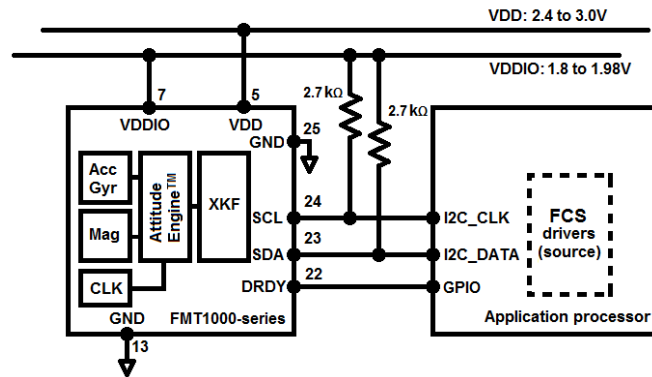 VDD: 2.4 to 3.0V
VDDIO: 1.8 to 1.98V
7
5
2.7 kΩ
2.7 kΩ
VDDIO
VDD
25
GND
Acc
Gyr
Mag
CLK
Attitude
Engine™
XKF
24
SCL
I2C_CLK
23
SDA
I2C_DATA
22
DRDY
GPIO
FCS
drivers
(source)
GND
FMT1000-series
Application processor
13